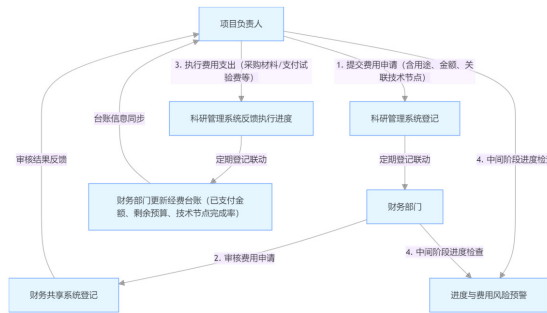 项目负责人
3. 执行费用支出（采购材料/支付试
验费等）
1. 提交费用申请（含用途、金额、关
联技术节点）
台账信息同步
科研管理系统反馈执行进度
科研管理系统登记
审核结果反馈
4. 中间阶段进度检查
定期登记联动
定期登记联动
财务部门更新经费台账（已支付金
额、剩余预算、技术节点完成率）
财务部门
2. 审核费用申请
4. 中间阶段进度检查
财务共享系统登记
进度与费用风险预警